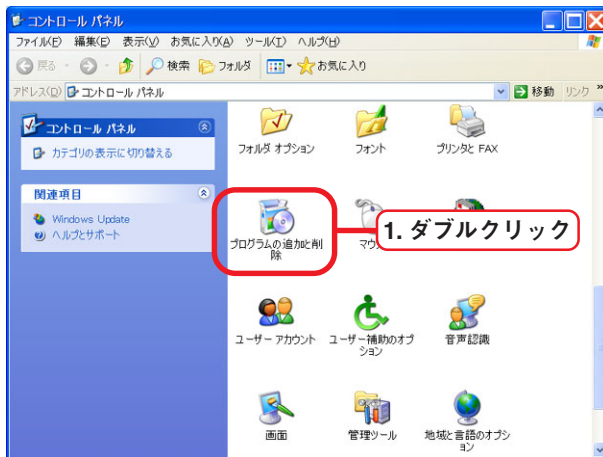 コントロール パネル
ファイル(F) 編集(E) 表示(V) お気に入り(A) ツール(T) ヘルプ(H)
戻る 検索 フォルダ お気に入り
アドレス(D) コントロール パネル 移動 リンク »
コントロール パネル
カテゴリの表示に切り替える
関連項目
Windows Update
ヘルプとサポート
フォルダ オプション フォント プリンタと FAX
プログラムの追加と削
除
マウ
1. ダブルクリック
ユーザー アカウント ユーザー補助のオプ
ション
音声認識
画面 管理ツール 地域と言語のオプシ
ョン